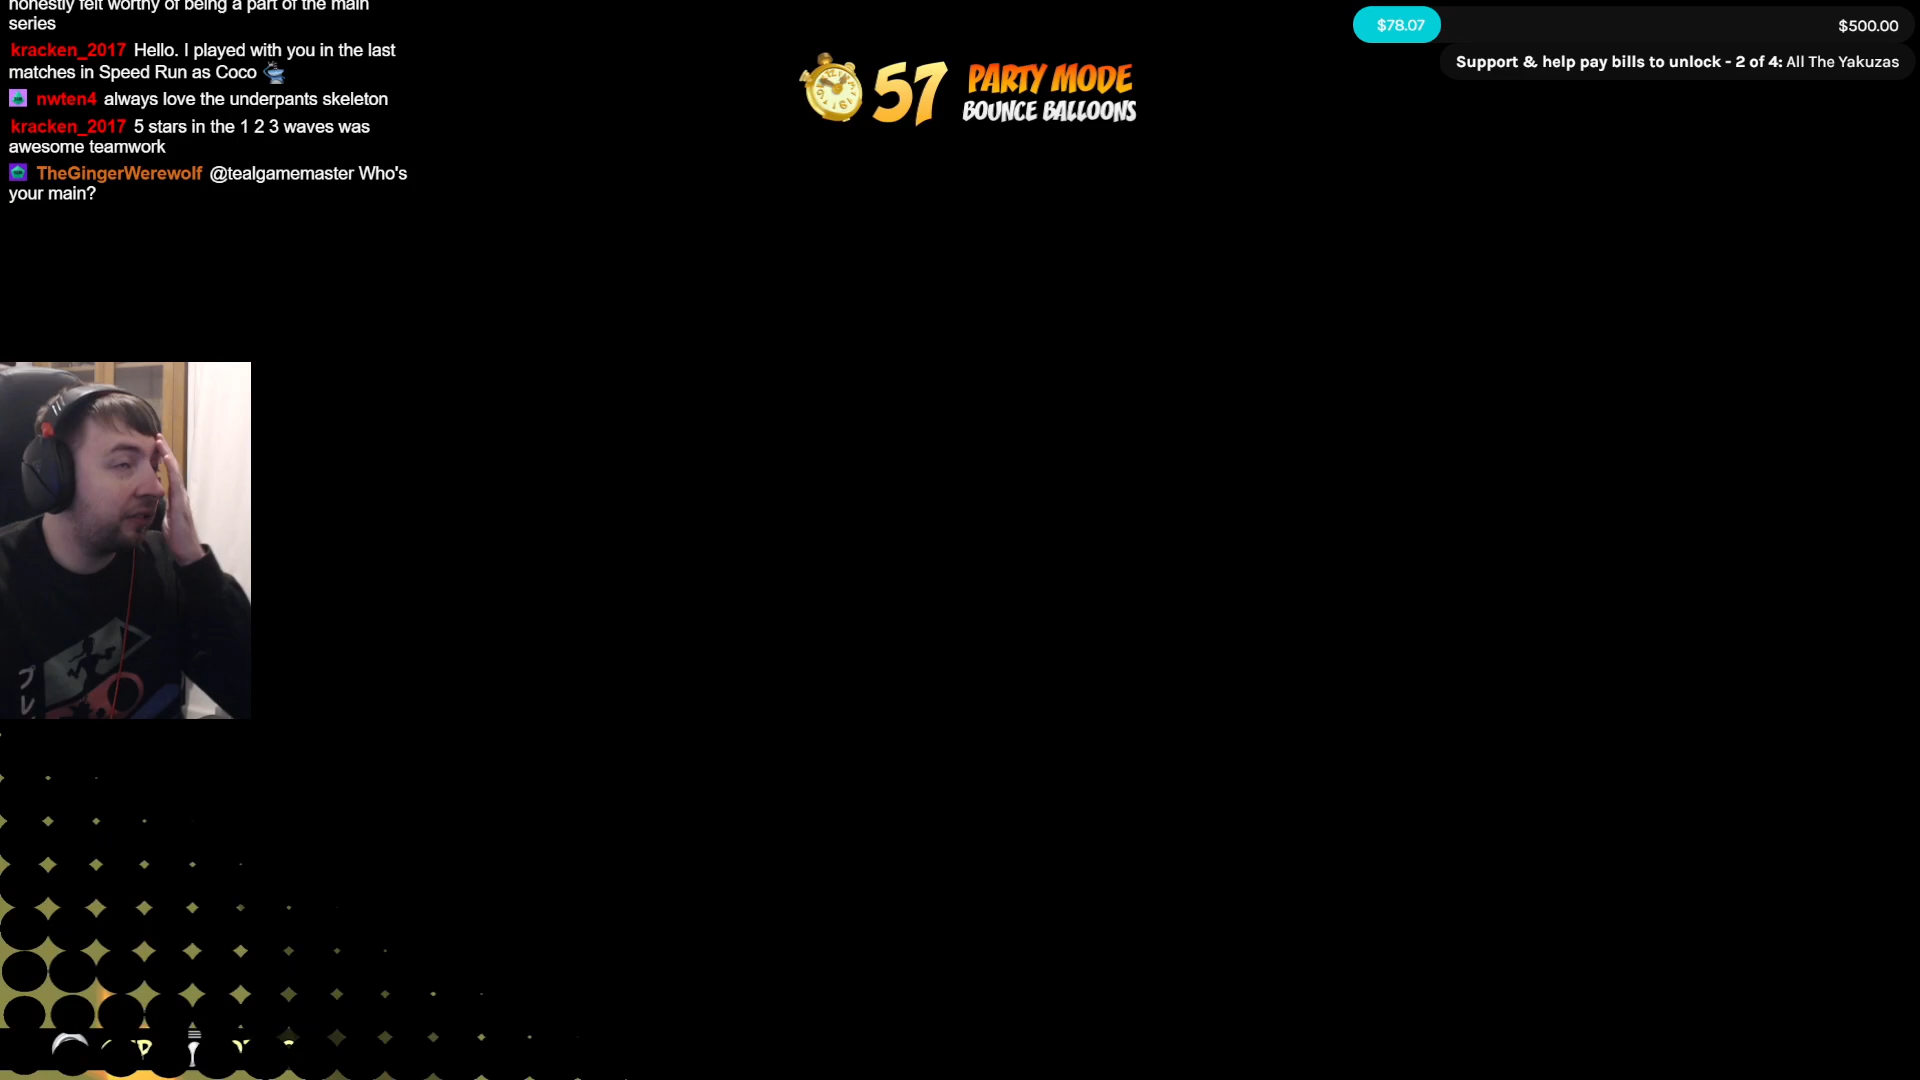 honestly felt worthy of being a part of the main
series
kracken_2017 Hello. I played with you in the last
matches in Speed Run as Coco
nwten4 always love the underpants skeleton
kracken_2017 5 stars in the 1 2 3 waves was
awesome teamwork
TheGingerWerewolf @tealgamemaster Who's
your main?
57
PARTY MODE
BOUNCE BALLOONS
$78.07
$500.00
Support & help pay bills to unlock - 2 of 4: All The Yakuzas
プレ